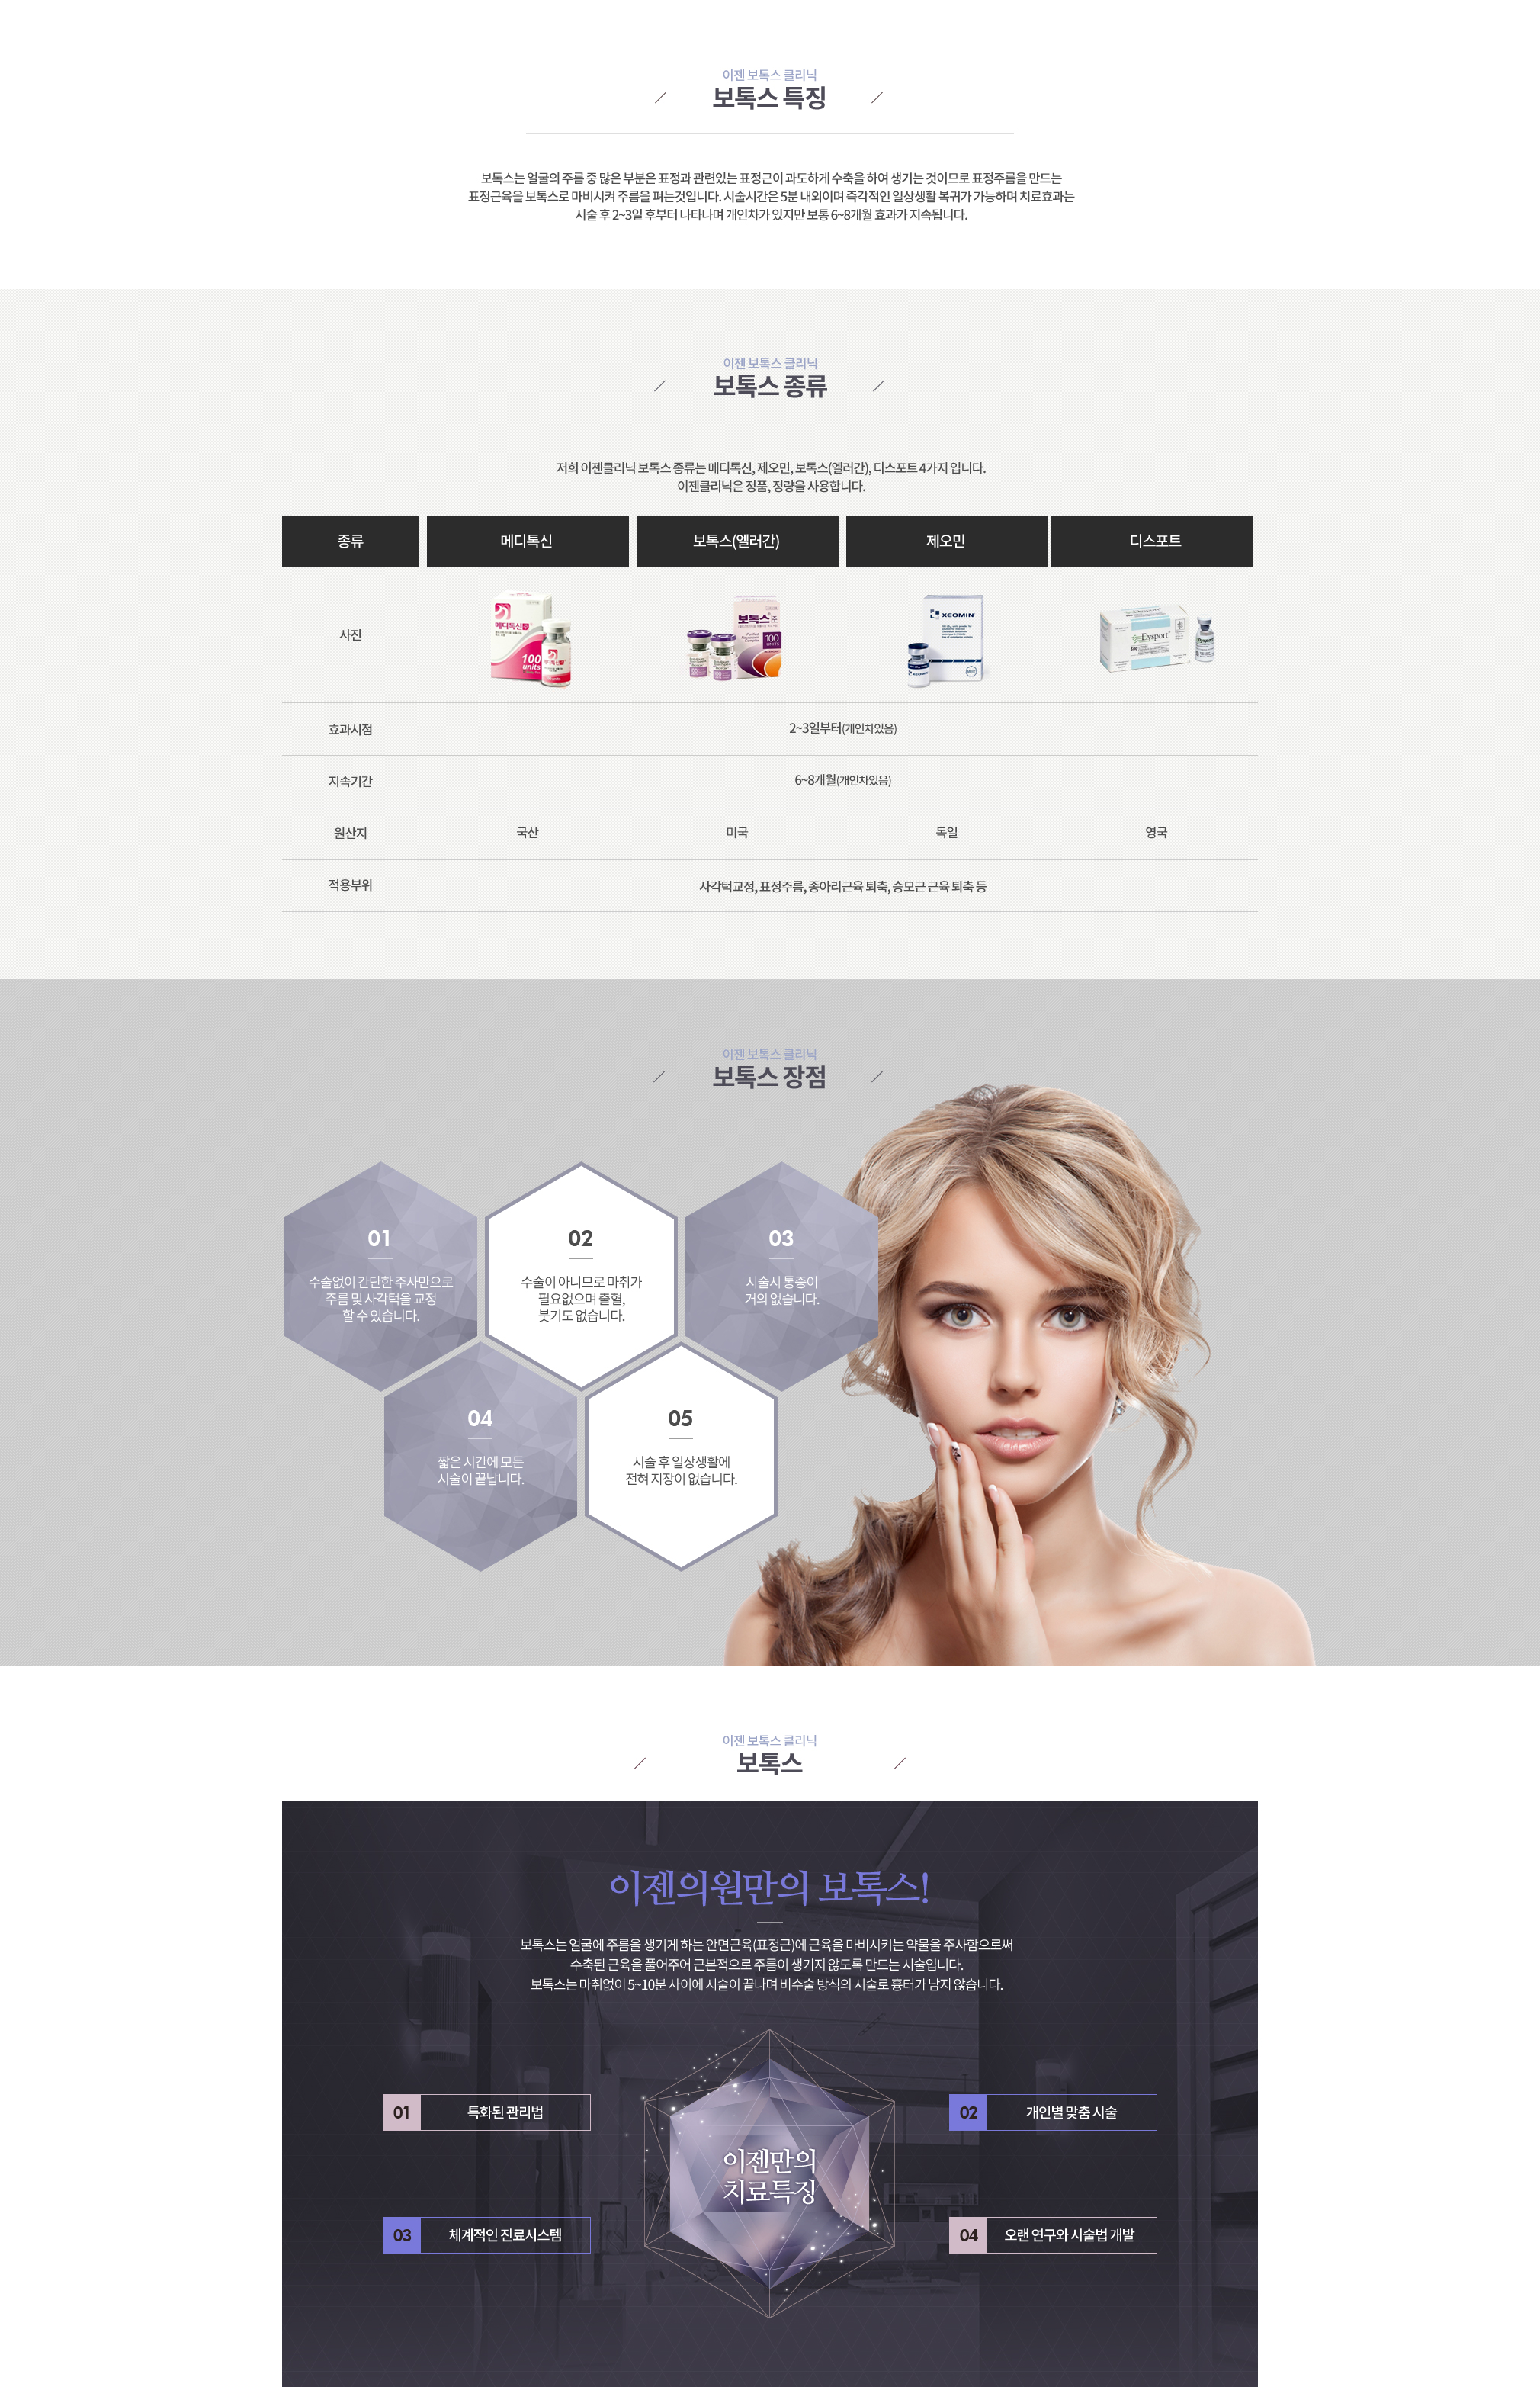 이젠 보톡스 클리닉
보톡스 특징
보톡스는 얼굴의 주름 중 많은 부분은 표정과 관련있는 표정근이 과도하게 수축을 하여 생기는 것이므로 표정주름을 만드는
표정근육을 보톡스로 마비시켜 주름을 펴는것입니다. 시술시간은 5분 내외이며 즉각적인 일상생활 복귀가 가능하며 치료효과는
시술 후 2~3일 후부터 나타나며 개인차가 있지만 보통 6~8개월 효과가 지속됩니다.
이젠 보톡스 클리닉
보톡스 종류
저희 이젠클리닉 보톡스 종류는 메디톡신, 제오민, 보톡스(엘러간), 디스포트 4가지 입니다.
이젠클리닉은 정품, 정량을 사용합니다.
종류 메디톡신 보톡스(엘러간) 제오민 디스포트
사진
메디톡신
100
units
메디톡신
보톡스 주
100
UNITS
XEOMIN
XEOMIN
Dysport
Dysport
효과시점 2~3일부터(개인차있음)
지속기간 6~8개월(개인차있음)
원산지 국산 미국 독일 영국
적용부위 사각턱교정, 표정주름, 종아리근육 퇴축, 승모근 근육 퇴축 등
이젠 보톡스 클리닉
보톡스 장점
01
수술없이 간단한 주사만으로
주름 및 사각턱을 교정
할 수 있습니다.
02
수술이 아니므로 마취가
필요없으며 출혈,
붓기도 없습니다.
03
시술시 통증이
거의 없습니다.
04
짧은 시간에 모든
시술이 끝납니다.
05
시술 후 일상생활에
전혀 지장이 없습니다.
이젠 보톡스 클리닉
보톡스
이젠의원만의 보톡스!
보톡스는 얼굴에 주름을 생기게 하는 안면근육(표정근)에 근육을 마비시키는 약물을 주사함으로써
수축된 근육을 풀어주어 근본적으로 주름이 생기지 않도록 만드는 시술입니다.
보톡스는 마취없이 5~10분 사이에 시술이 끝나며 비수술 방식의 시술로 흉터가 남지 않습니다.
01 특화된 관리법
02 개인별 맞춤 시술
이젠만의
치료특징
03 체계적인 진료시스템
04 오랜 연구와 시술법 개발